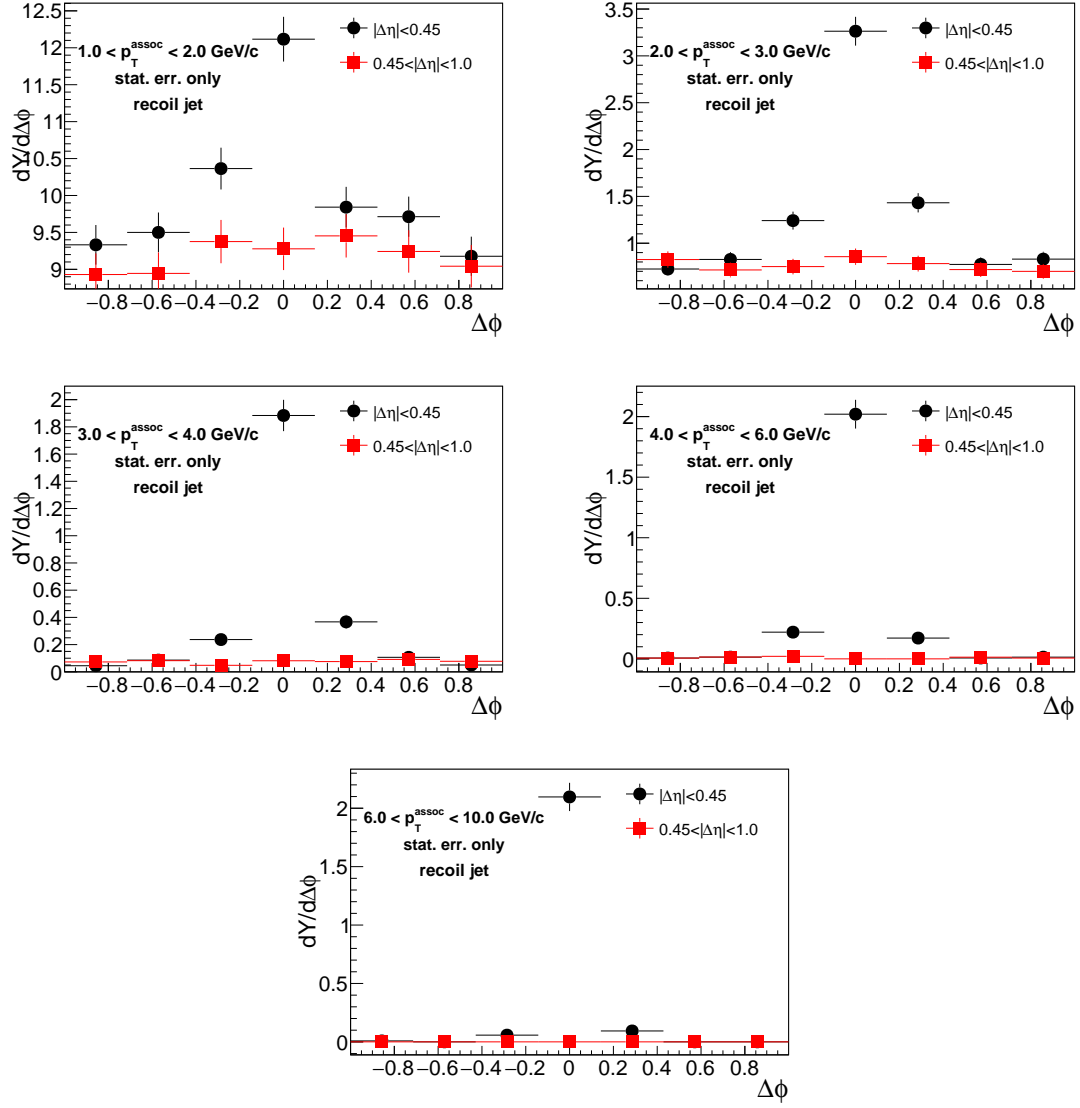 12.5
12
11.5
11
10.5
10
9.5
9
dY/dΔϕ
1.0 < p_T^assoc < 2.0 GeV/c
stat. err. only
recoil jet
|Δη|<0.45
0.45<|Δη|<1.0
−0.8 −0.6 −0.4 −0.2 0 0.2 0.4 0.6 0.8
Δϕ
3.5
3
2.5
2
1.5
1
dY/dΔϕ
2.0 < p_T^assoc < 3.0 GeV/c
stat. err. only
recoil jet
|Δη|<0.45
0.45<|Δη|<1.0
−0.8 −0.6 −0.4 −0.2 0 0.2 0.4 0.6 0.8
Δϕ
2
1.8
1.6
1.4
1.2
1
0.8
0.6
0.4
0.2
0
dY/dΔϕ
3.0 < p_T^assoc < 4.0 GeV/c
stat. err. only
recoil jet
|Δη|<0.45
0.45<|Δη|<1.0
−0.8 −0.6 −0.4 −0.2 0 0.2 0.4 0.6 0.8
Δϕ
2
1.5
1
0.5
0
dY/dΔϕ
4.0 < p_T^assoc < 6.0 GeV/c
stat. err. only
recoil jet
|Δη|<0.45
0.45<|Δη|<1.0
−0.8 −0.6 −0.4 −0.2 0 0.2 0.4 0.6 0.8
Δϕ
2
1.5
1
0.5
0
dY/dΔϕ
6.0 < p_T^assoc < 10.0 GeV/c
stat. err. only
recoil jet
|Δη|<0.45
0.45<|Δη|<1.0
−0.8 −0.6 −0.4 −0.2 0 0.2 0.4 0.6 0.8
Δϕ